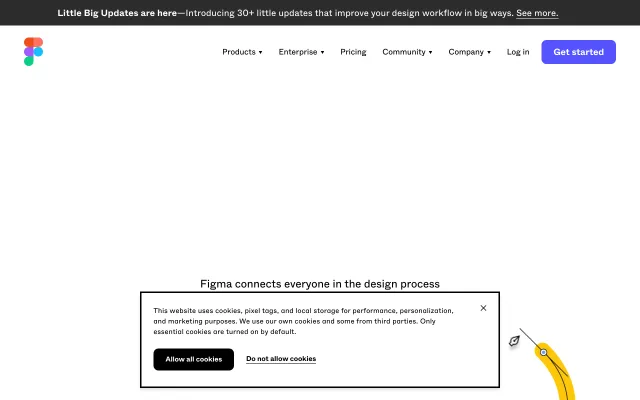 Little Big Updates are here—Introducing 30+ little updates that improve your design workflow in big ways. See more.
Products ▾ Enterprise ▾ Pricing Community ▾ Company ▾ Log in Get started
Figma connects everyone in the design process
This website uses cookies, pixel tags, and local storage for performance, personalization,
and marketing purposes. We use our own cookies and some from third parties. Only
essential cookies are turned on by default.
Allow all cookies Do not allow cookies